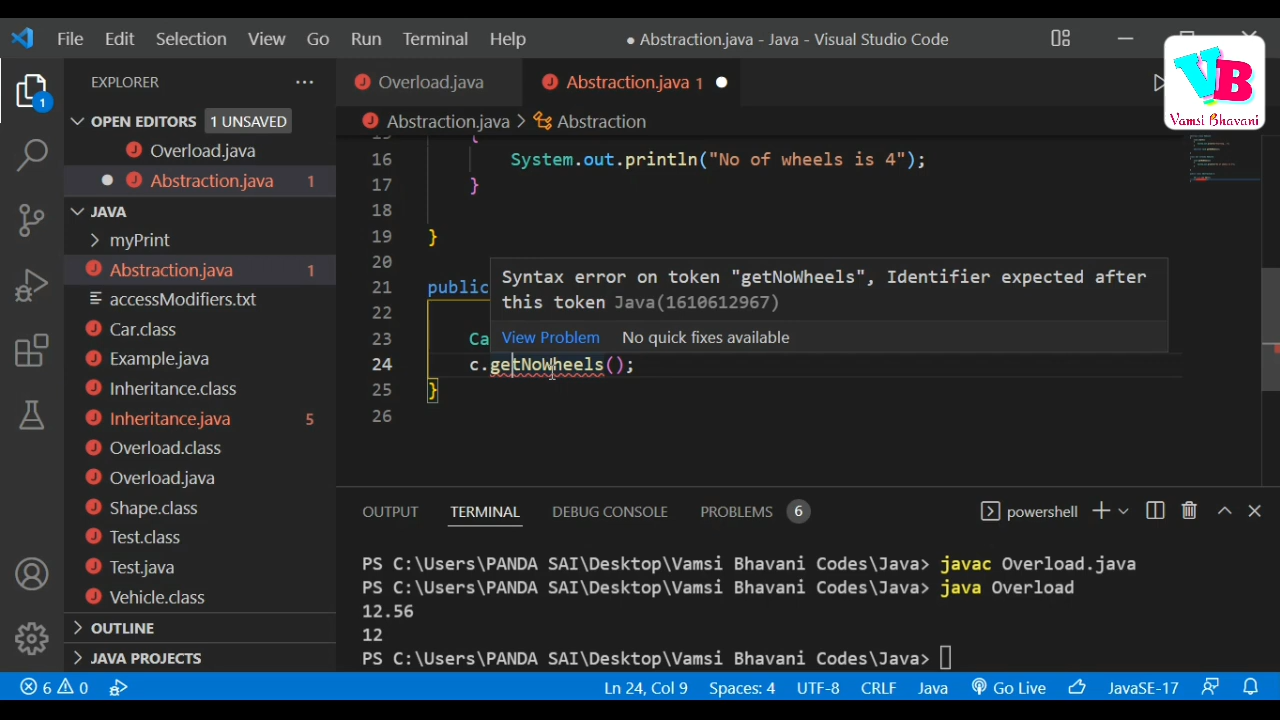 File Edit Selection View Go Run Terminal Help ● Abstraction.java - Java - Visual Studio Code
VB
Vamsi Bhavani
EXPLORER
Overload.java Abstraction.java 1
OPEN EDITORS 1 UNSAVED
Abstraction.java > Abstraction
Overload.java
Abstraction.java 1
JAVA
myPrint
Abstraction.java 1
accessModifiers.txt
Car.class
Example.java
Inheritance.class
Inheritance.java 5
Overload.class
Overload.java
Shape.class
Test.class
Test.java
Vehicle.class
OUTLINE
JAVA PROJECTS
1
15 {
16 System.out.println("No of wheels is 4");
17 }
18
19 }
20
21 public
22
23 Ca
24 c.getNoWheels();
25 }
26
Syntax error on token "getNoWheels", Identifier expected after
this token Java(1610612967)
View Problem No quick fixes available
OUTPUT TERMINAL DEBUG CONSOLE PROBLEMS 6 powershell
PS C:\Users\PANDA SAI\Desktop\Vamsi Bhavani Codes\Java> javac Overload.java
PS C:\Users\PANDA SAI\Desktop\Vamsi Bhavani Codes\Java> java Overload
12.56
12
PS C:\Users\PANDA SAI\Desktop\Vamsi Bhavani Codes\Java>
6 0 Ln 24, Col 9 Spaces: 4 UTF-8 CRLF Java Go Live JavaSE-17